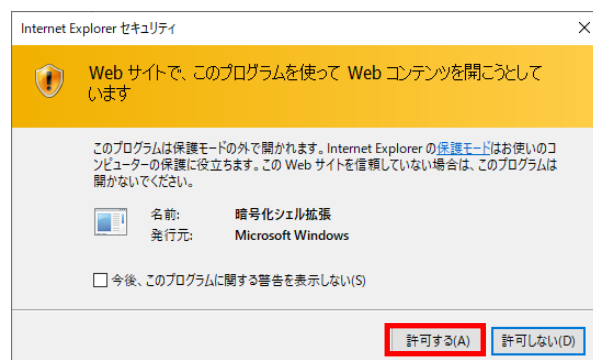 Internet Explorer セキュリティ
Web サイトで、このプログラムを使って Web コンテンツを開こうとして
います
このプログラムは保護モードの外で開かれます。Internet Explorer の保護モードはお使いのコ
ンピューターの保護に役立ちます。この Web サイトを信頼していない場合は、このプログラムは
開かないでください。
名前: 暗号化シェル拡張
発行元: Microsoft Windows
今後、このプログラムに関する警告を表示しない(S)
許可する(A) 許可しない(D)